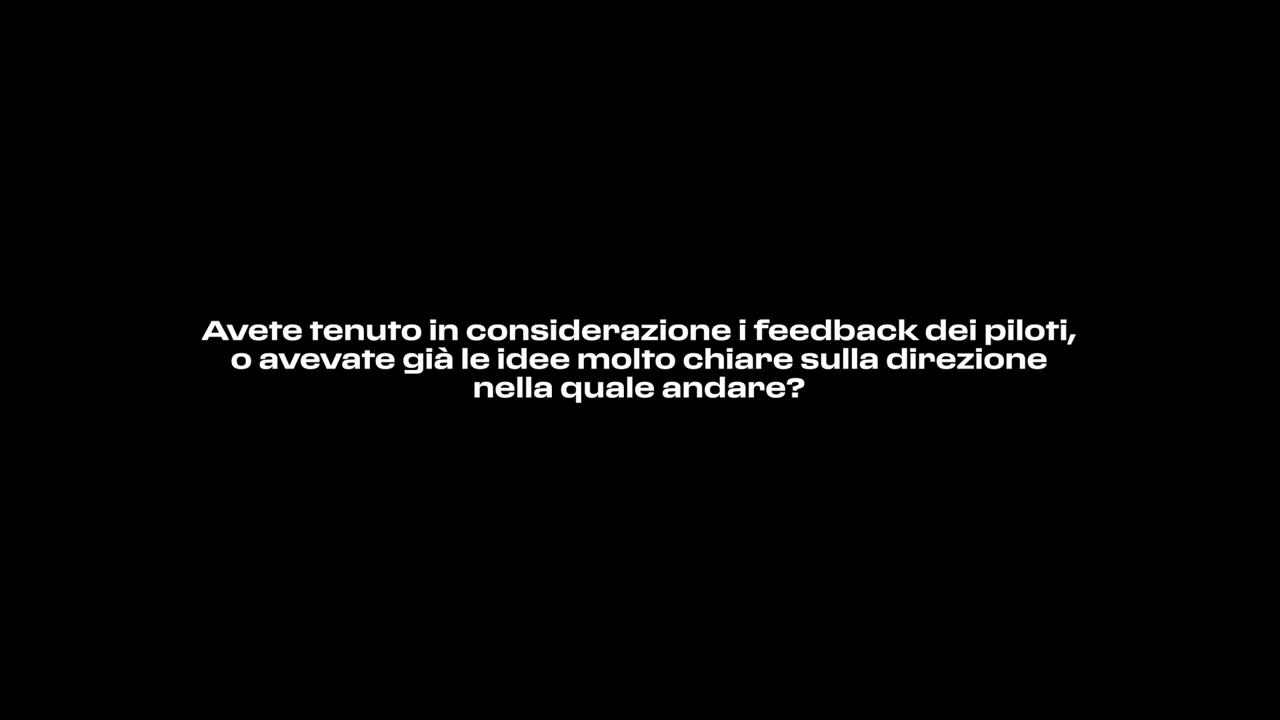 Avete tenuto in considerazione i feedback dei piloti,
o avevate già le idee molto chiare sulla direzione
nella quale andare?